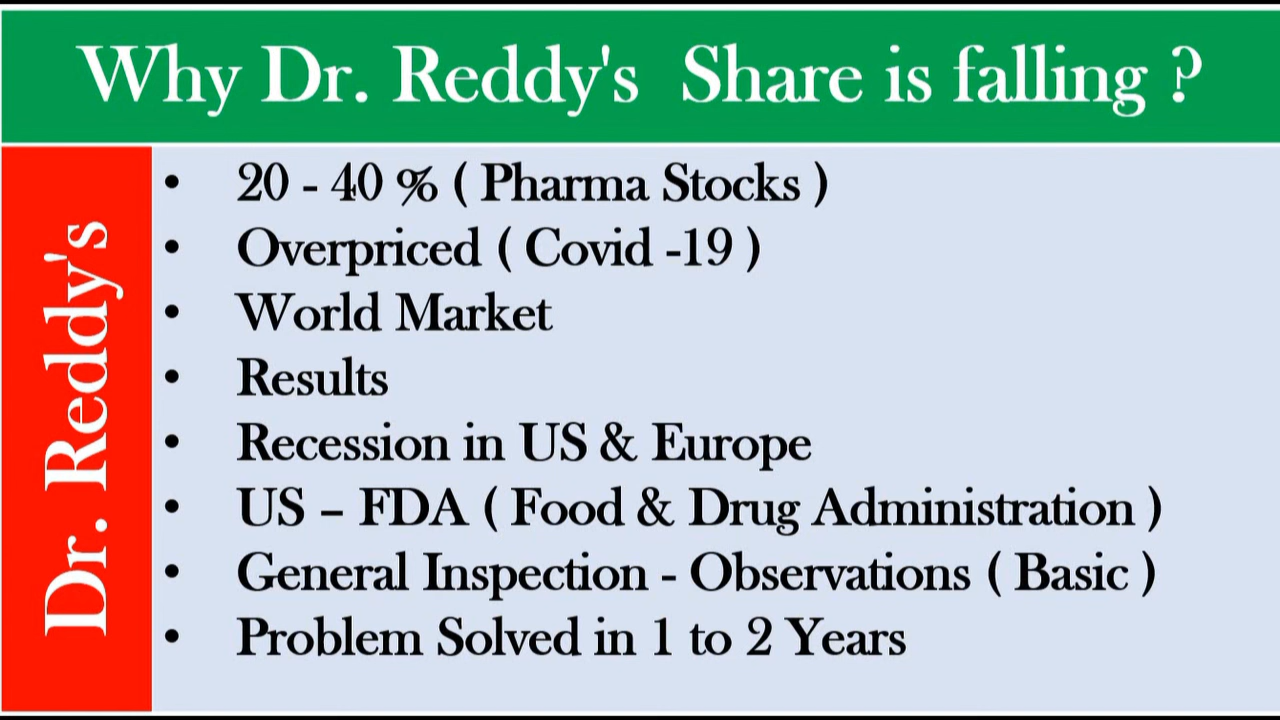 Why Dr. Reddy's Share is falling ?
Dr. Reddy's
• 20 - 40 % ( Pharma Stocks )
• Overpriced ( Covid -19 )
• World Market
• Results
• Recession in US & Europe
• US – FDA ( Food & Drug Administration )
• General Inspection - Observations ( Basic )
• Problem Solved in 1 to 2 Years